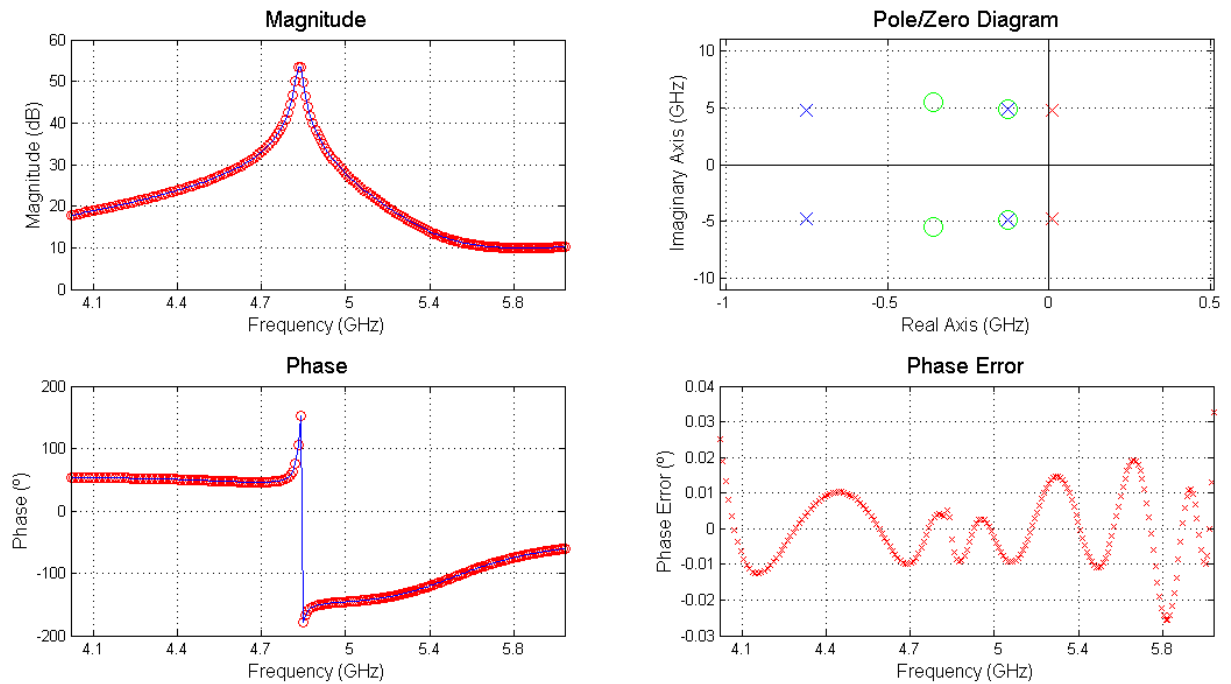 Magnitude
60
50
40
30
20
10
0
Magnitude (dB)
4.1 4.4 4.7 5 5.4 5.8
Frequency (GHz)
Pole/Zero Diagram
10
5
0
-5
-10
Imaginary Axis (GHz)
-1 -0.5 0 0.5
Real Axis (GHz)
Phase
200
100
0
-100
-200
Phase (º)
4.1 4.4 4.7 5 5.4 5.8
Frequency (GHz)
Phase Error
0.04
0.03
0.02
0.01
0
-0.01
-0.02
-0.03
Phase Error (º)
4.1 4.4 4.7 5 5.4 5.8
Frequency (GHz)